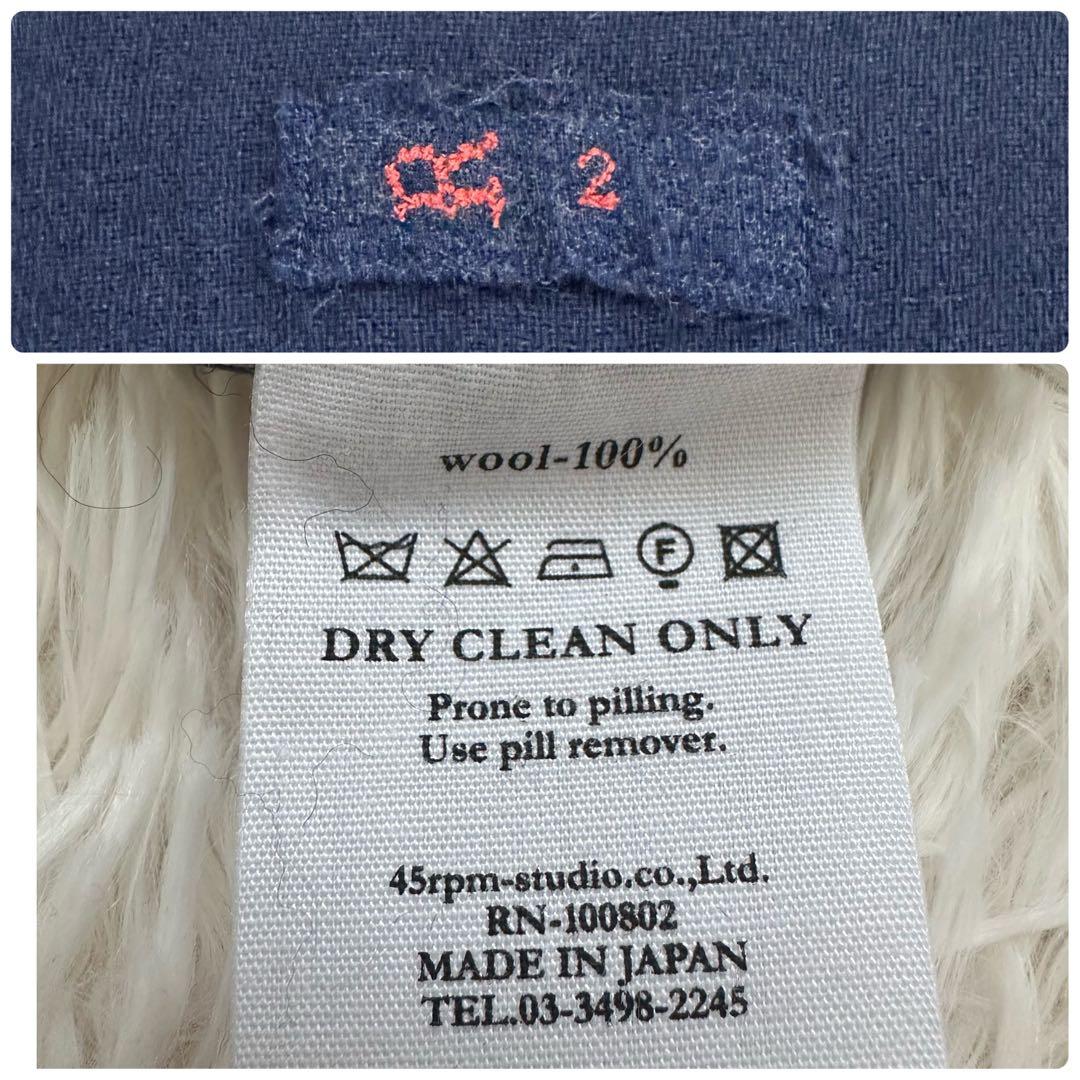 R 2
wool-100%
F
DRY CLEAN ONLY
Prone to pilling.
Use pill remover.
45rpm-studio.co.,Ltd.
RN-100802
MADE IN JAPAN
TEL.03-3498-2245